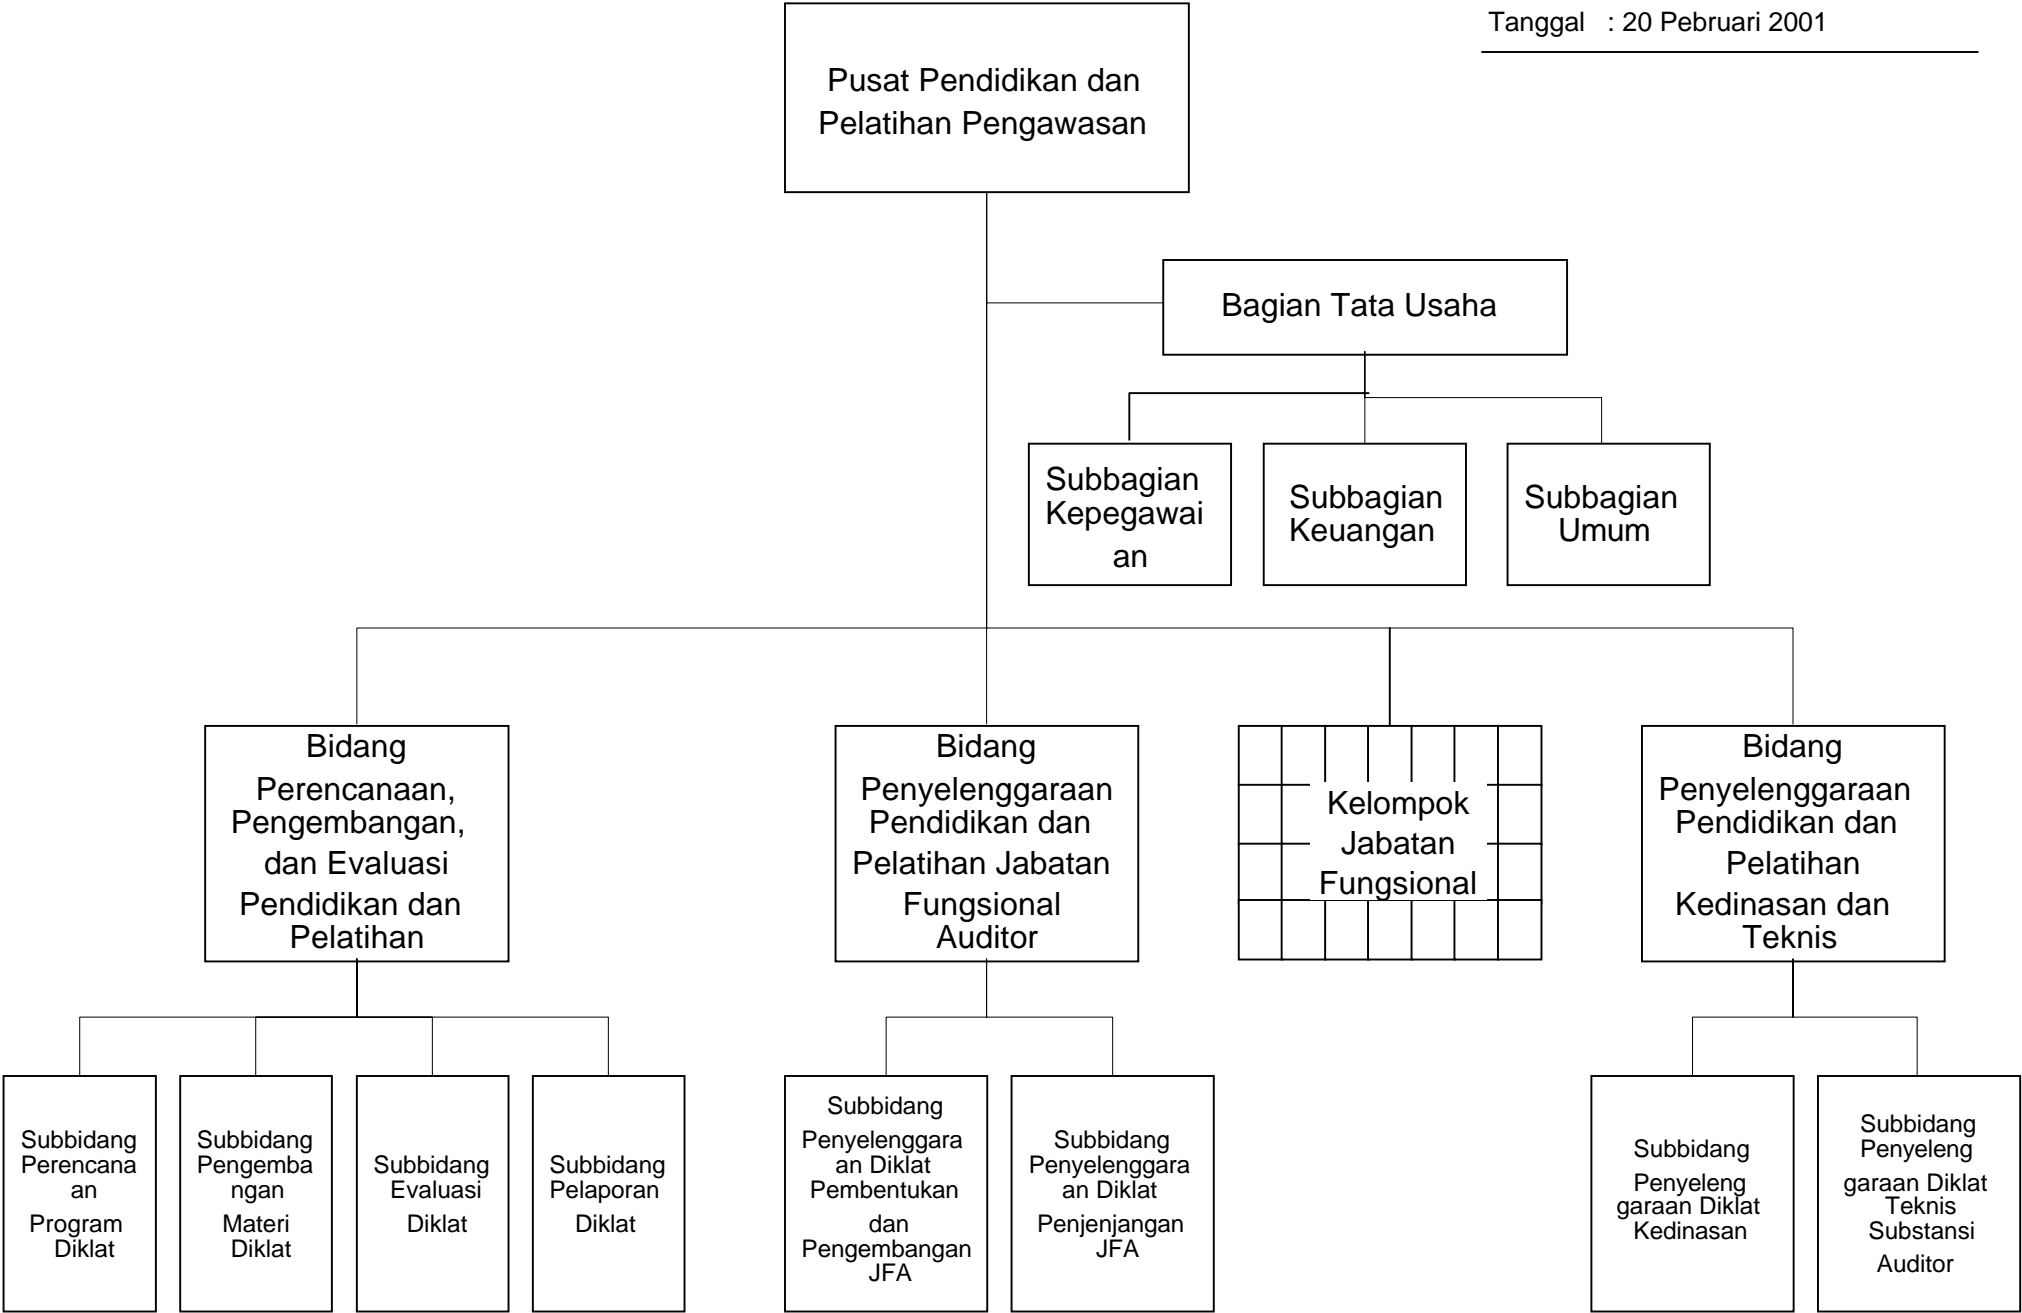 Tanggal : 20 Pebruari 2001
Pusat Pendidikan dan
Pelatihan Pengawasan
Bagian Tata Usaha
Subbagian
Kepegawai
an
Subbagian
Keuangan
Subbagian
Umum
Bidang
Perencanaan,
Pengembangan,
dan Evaluasi
Pendidikan dan
Pelatihan
Bidang
Penyelenggaraan
Pendidikan dan
Pelatihan Jabatan
Fungsional
Auditor
Kelompok
Jabatan
Fungsional
Bidang
Penyelenggaraan
Pendidikan dan
Pelatihan
Kedinasan dan
Teknis
Subbidang
Perencana
an
Program
Diklat
Subbidang
Pengemba
ngan
Materi
Diklat
Subbidang
Evaluasi
Diklat
Subbidang
Pelaporan
Diklat
Subbidang
Penyelenggara
an Diklat
Pembentukan
dan
Pengembangan
JFA
Subbidang
Penyelenggara
an Diklat
Penjenjangan
JFA
Subbidang
Penyeleng
garaan Diklat
Kedinasan
Subbidang
Penyeleng
garaan Diklat
Teknis
Substansi
Auditor